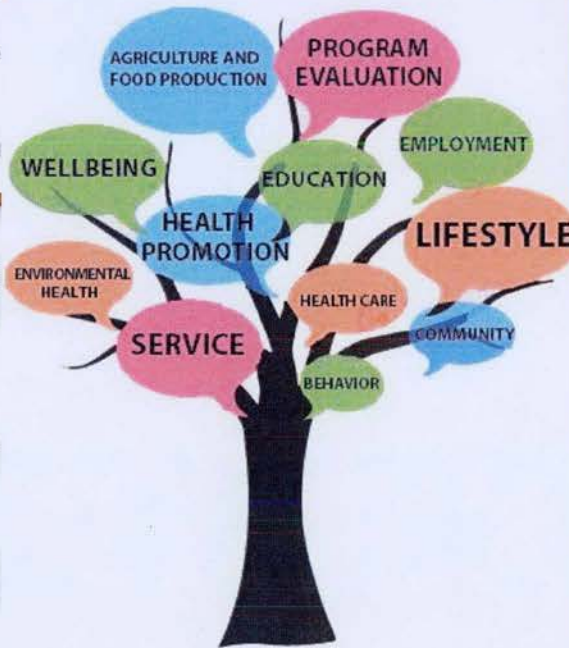 AGRICULTURE AND
FOOD PRODUCTION
PROGRAM
EVALUATION
WELLBEING
EDUCATION
EMPLOYMENT
HEALTH
PROMOTION
LIFESTYLE
ENVIRONMENTAL
HEALTH
HEALTH CARE
SERVICE
COMMUNITY
BEHAVIOR